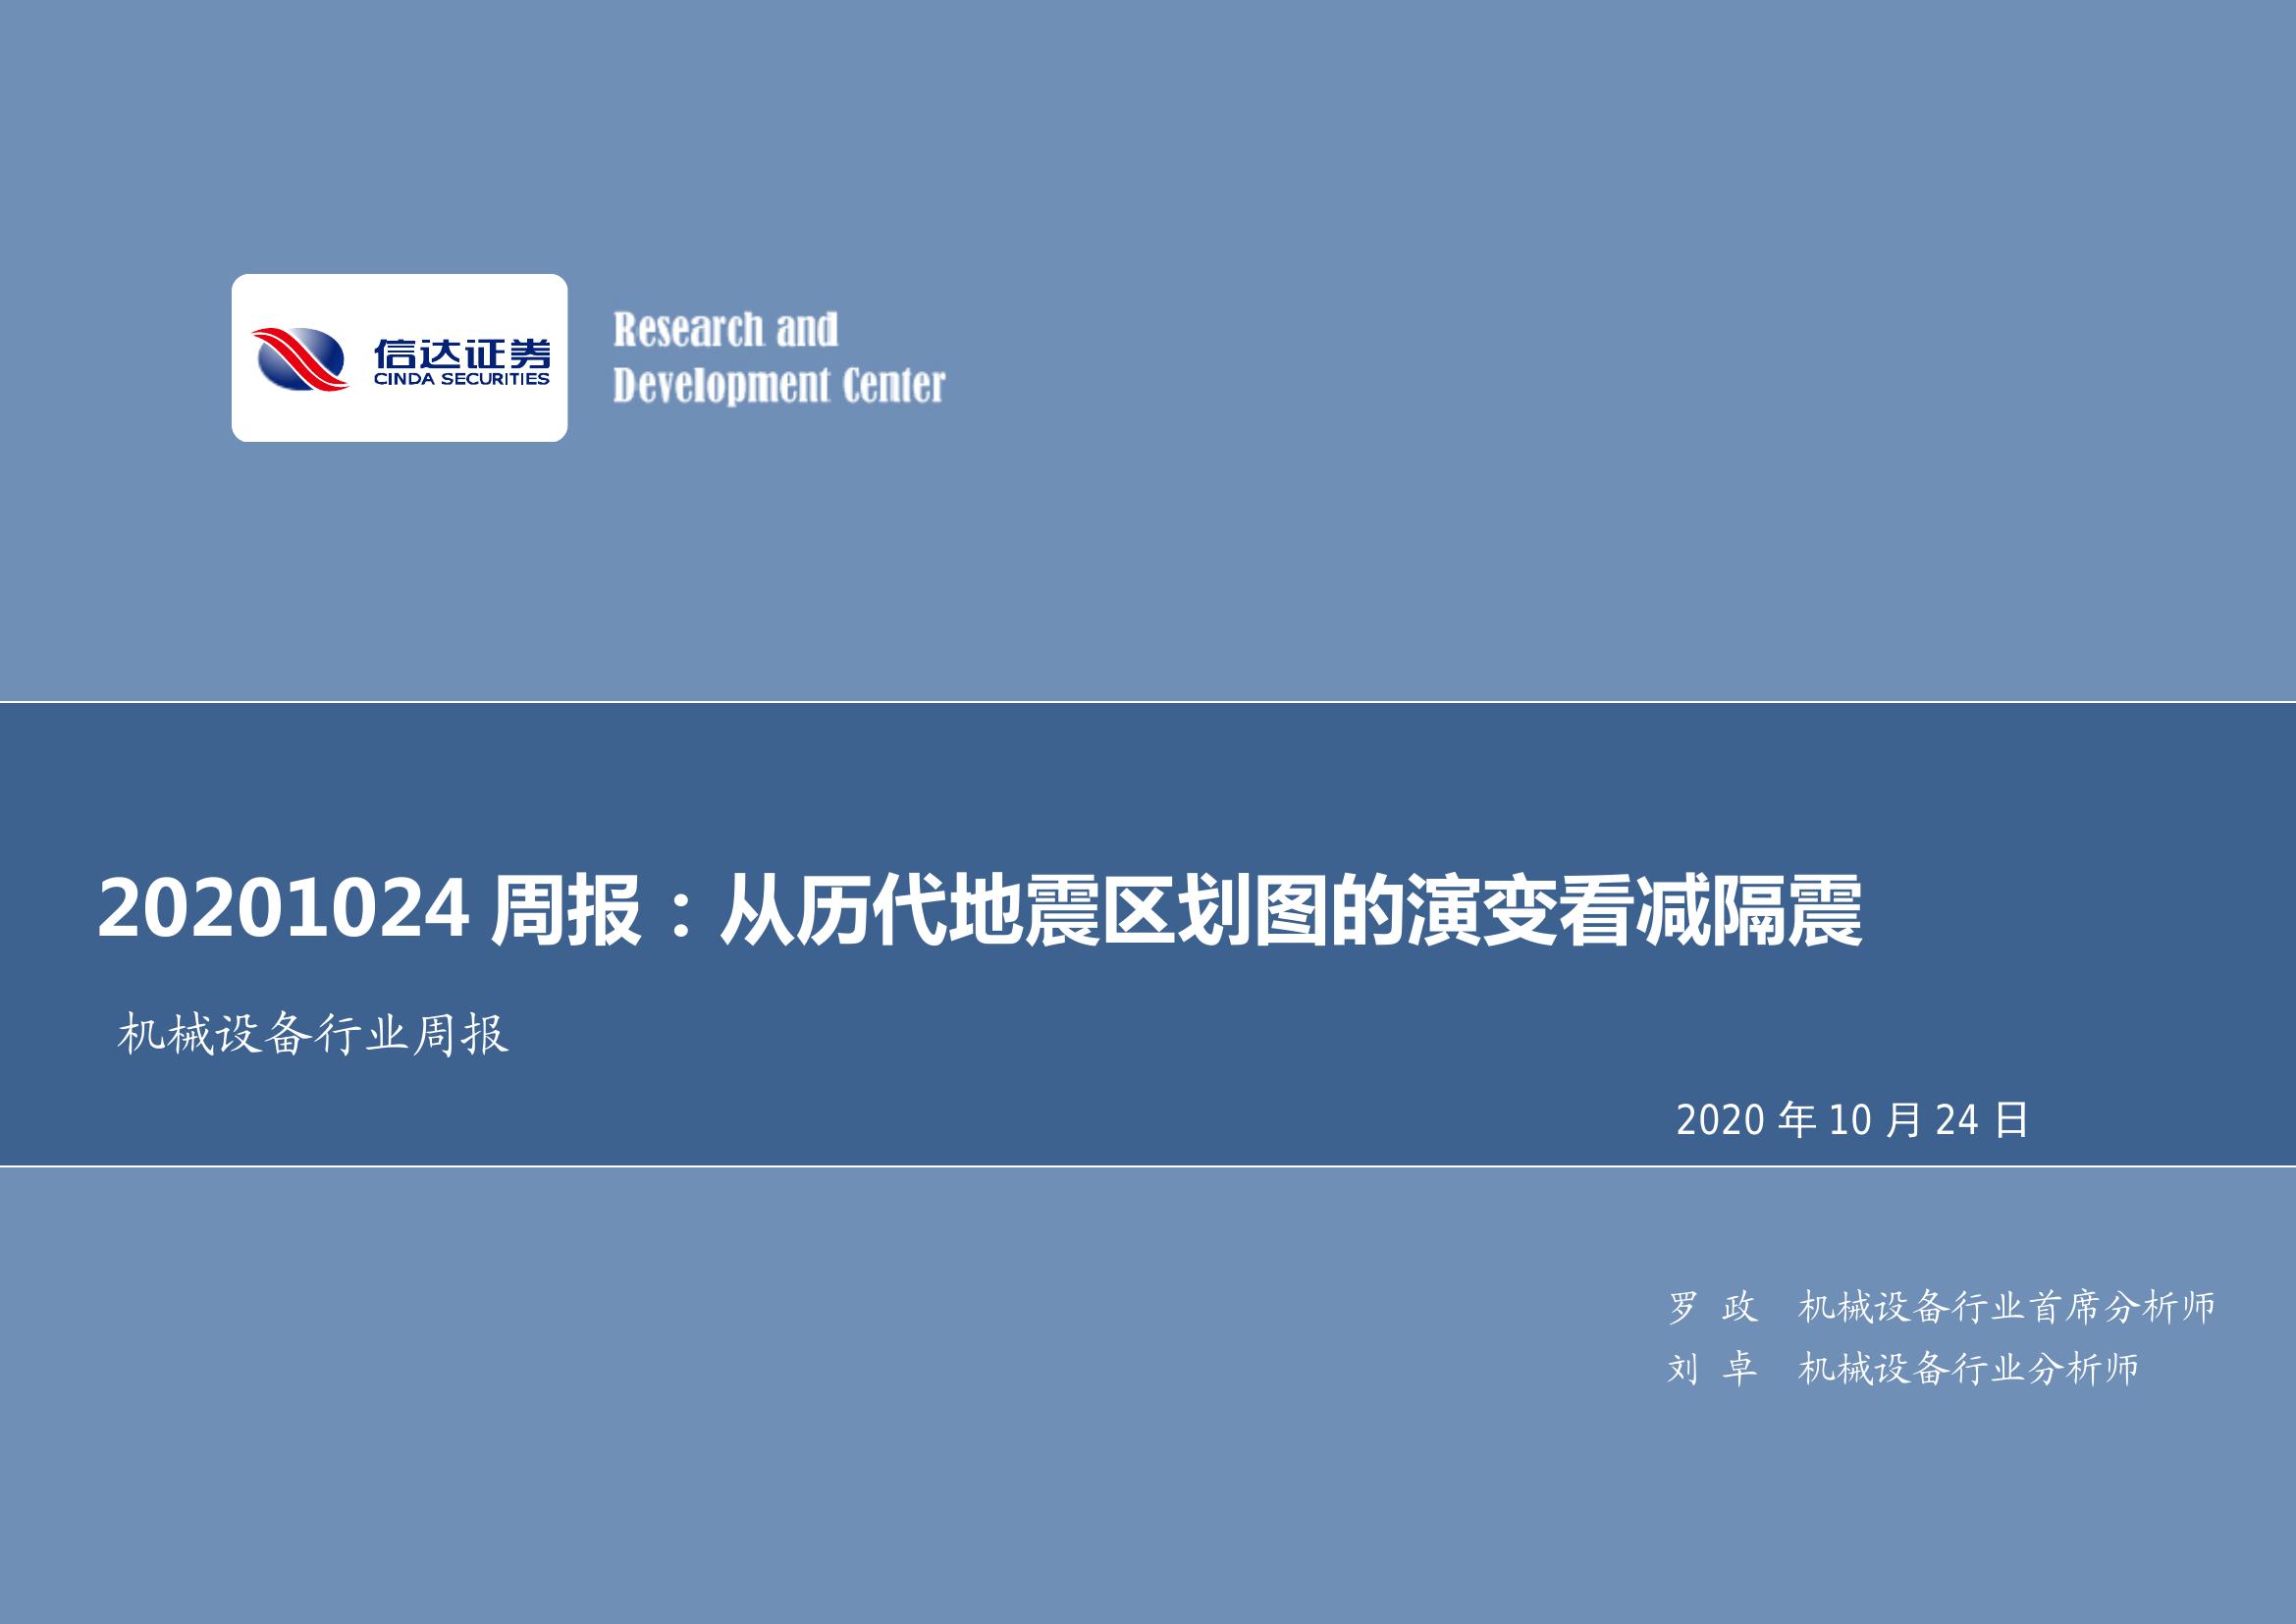 信达证券
CINDA SECURITIES
Research and
Development Center
20201024 周报：从历代地震区划图的演变看减隔震
机械设备行业周报
2020 年 10 月 24 日
罗 政 机械设备行业首席分析师
刘 卓 机械设备行业分析师